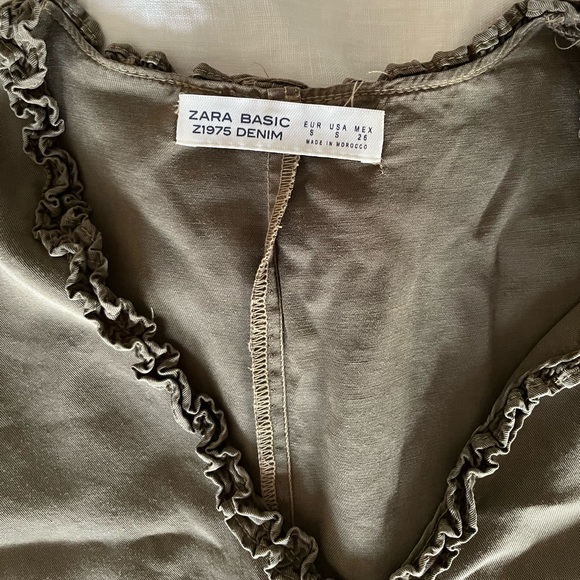 ZARA BASIC
Z1975 DENIM
EUR USA MEX
S S 26
MADE IN MOROCCO